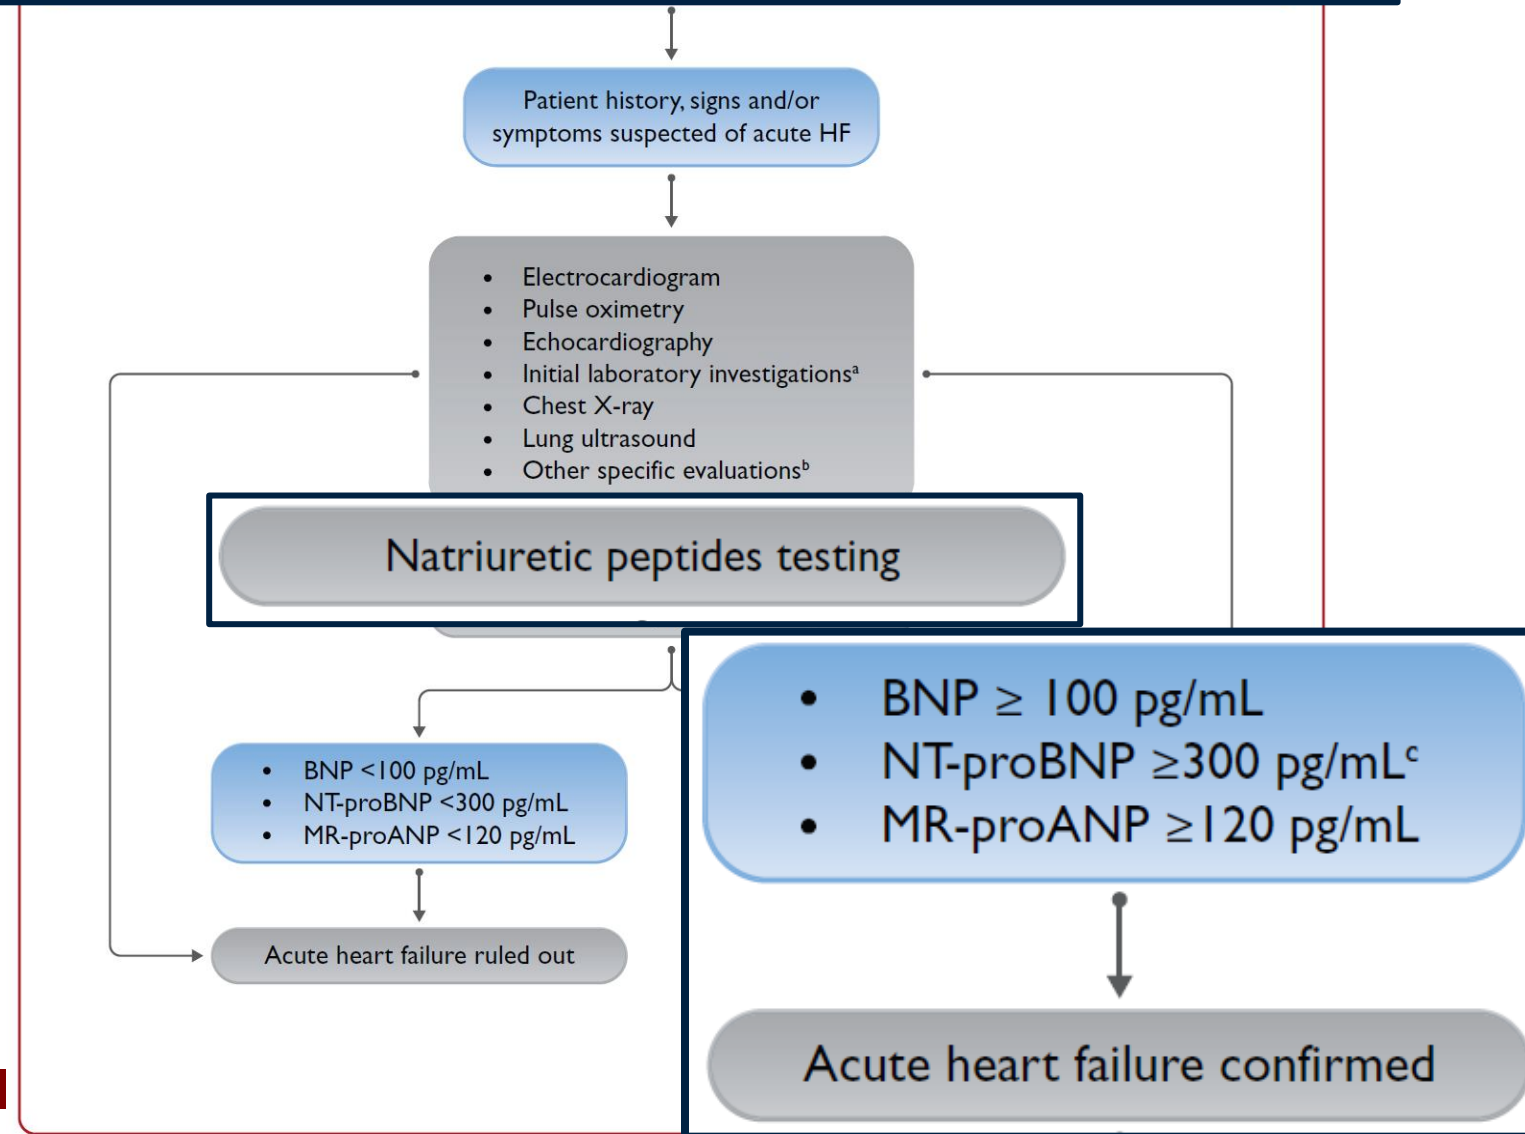 Patient history, signs and/or
symptoms suspected of acute HF
• Electrocardiogram
• Pulse oximetry
• Echocardiography
• Initial laboratory investigationsᵃ
• Chest X-ray
• Lung ultrasound
• Other specific evaluationsᵇ
Natriuretic peptides testing
• BNP <100 pg/mL
• NT-proBNP <300 pg/mL
• MR-proANP <120 pg/mL
Acute heart failure ruled out
• BNP ≥ 100 pg/mL
• NT-proBNP ≥300 pg/mLᶜ
• MR-proANP ≥120 pg/mL
Acute heart failure confirmed